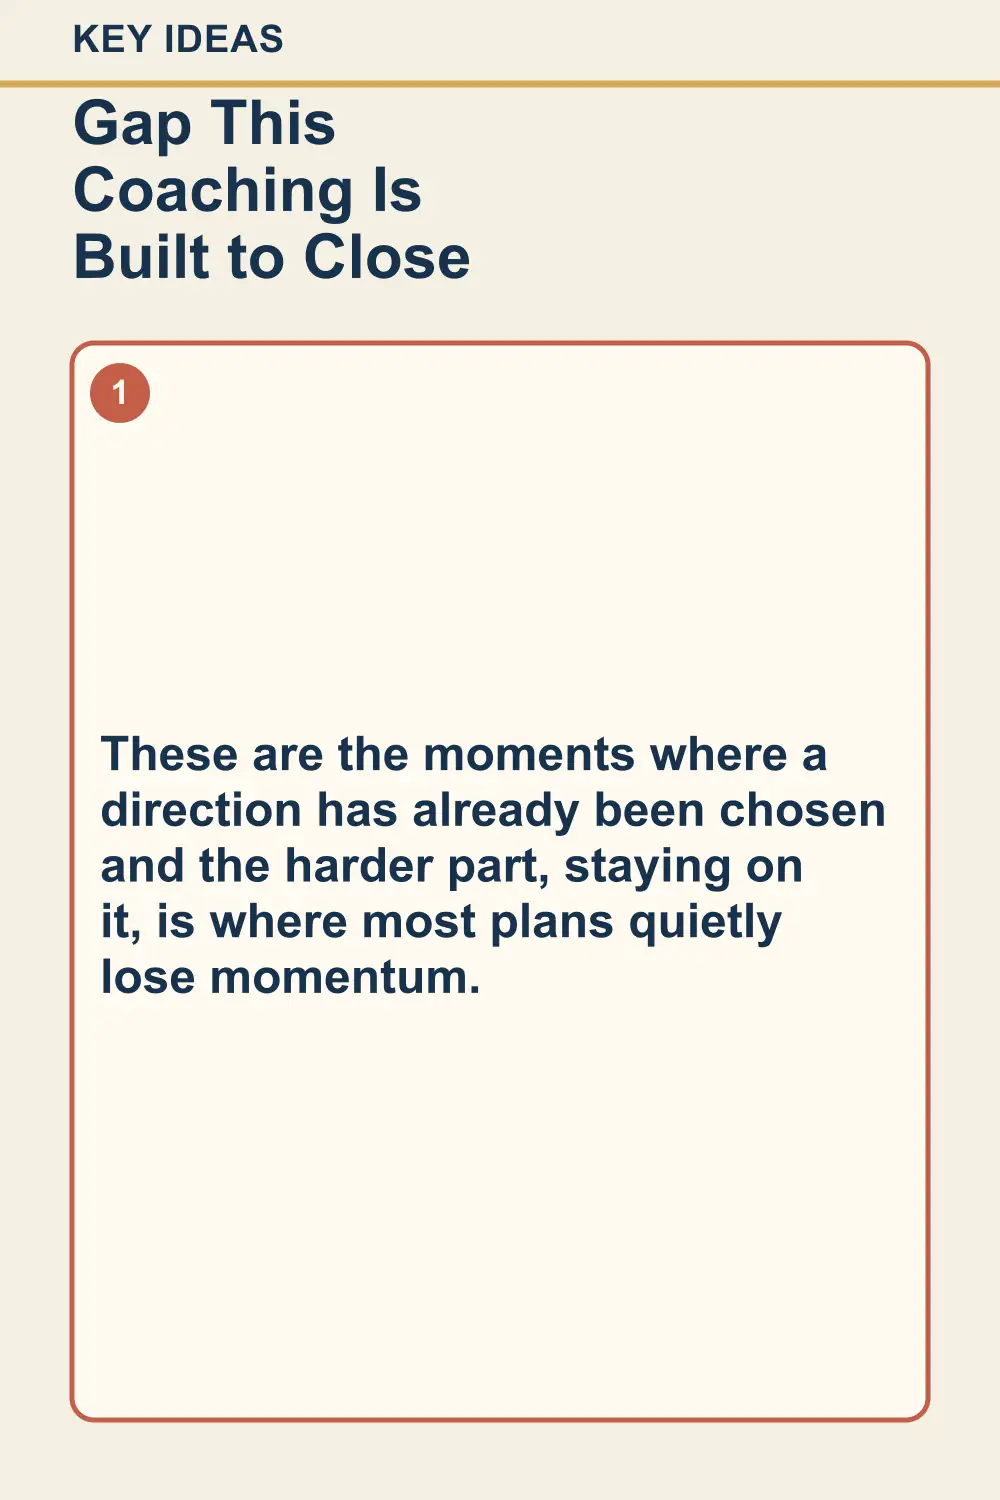 KEY IDEAS
Gap This
Coaching Is
Built to Close
1
These are the moments where a
direction has already been chosen
and the harder part, staying on
it, is where most plans quietly
lose momentum.